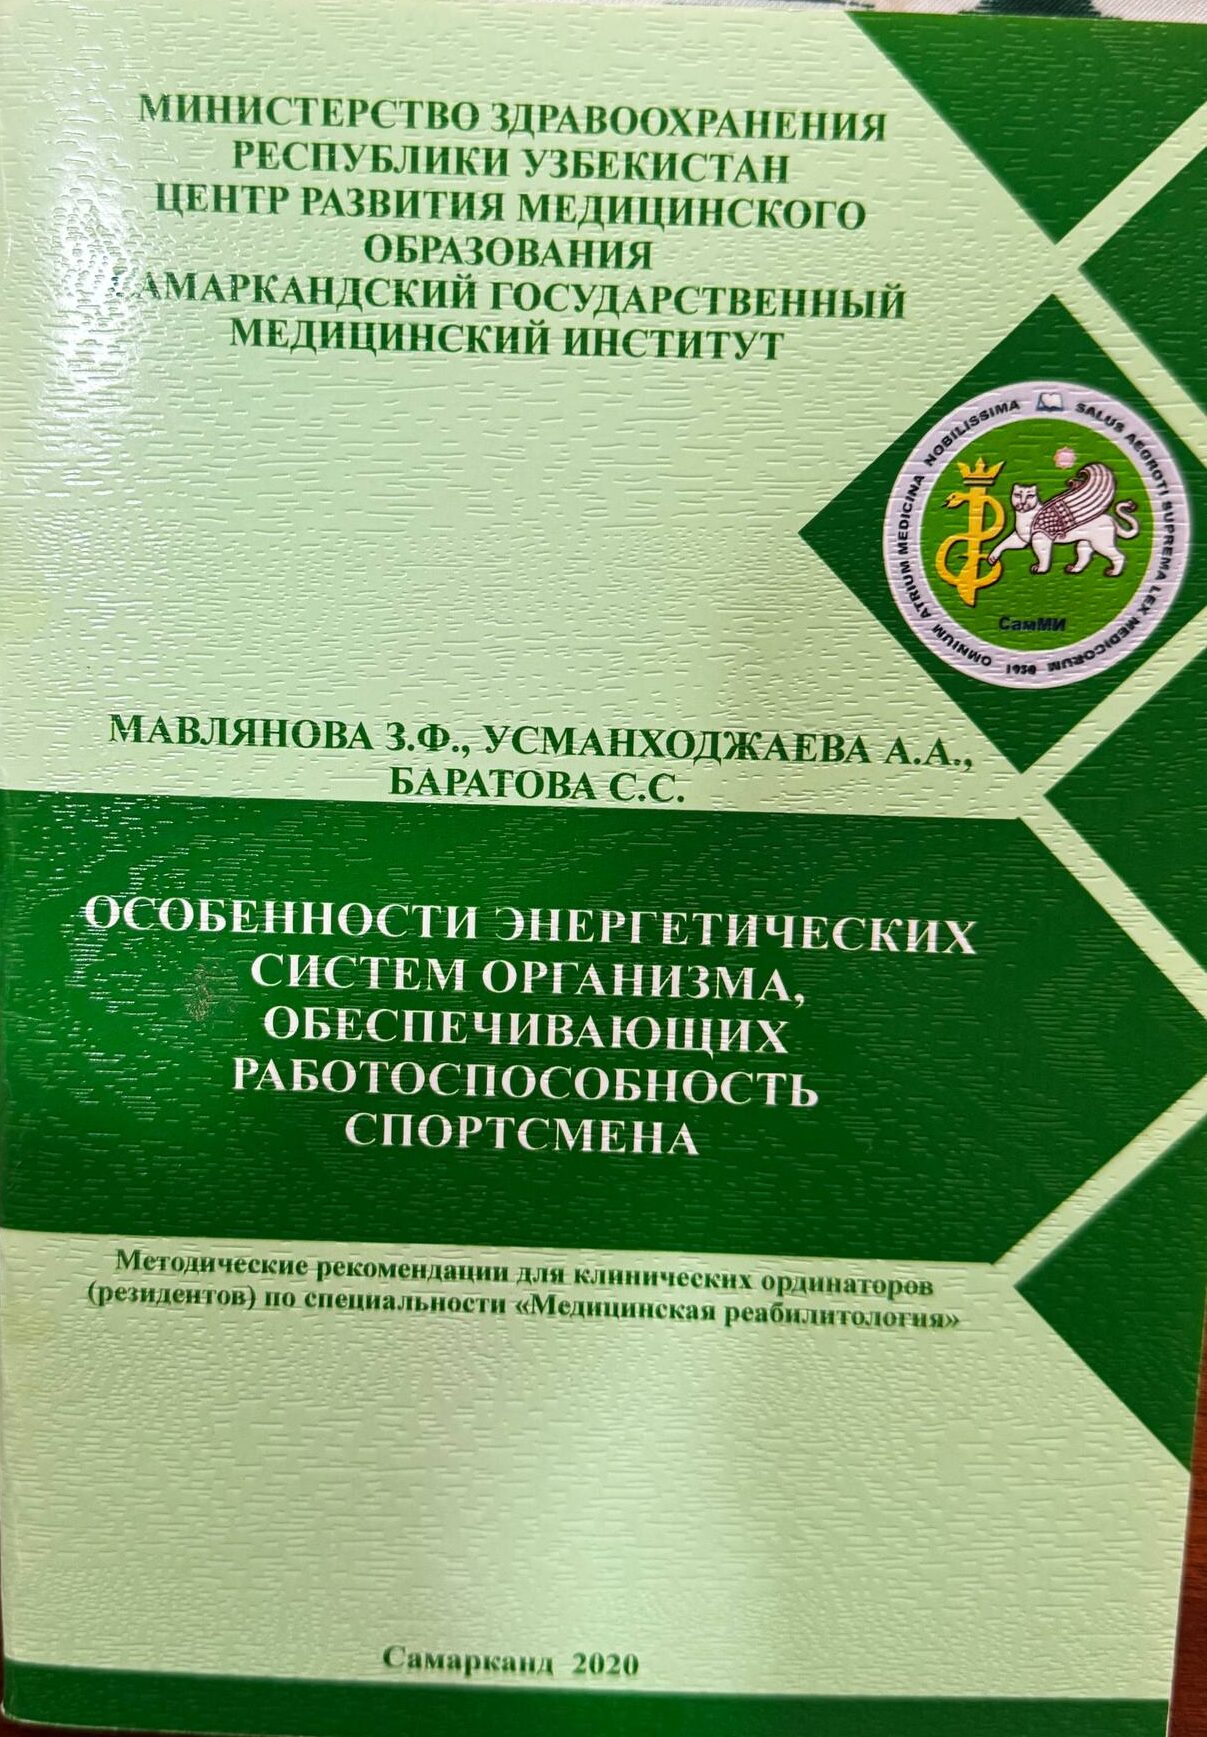 МИНИСТЕРСТВО ЗДРАВООХРАНЕНИЯ
РЕСПУБЛИКИ УЗБЕКИСТАН
ЦЕНТР РАЗВИТИЯ МЕДИЦИНСКОГО
ОБРАЗОВАНИЯ
САМАРКАНДСКИЙ ГОСУДАРСТВЕННЫЙ
МЕДИЦИНСКИЙ ИНСТИТУТ
OMNIUM ATRIUM MEDICINA NOBILISSIMA
SALUS AEGROTI SUPREMA LEX MEDICORUM
СамМИ
1930
МАВЛЯНОВА З.Ф., УСМАНХОДЖАЕВА А.А.,
БАРАТОВА С.С.
ОСОБЕННОСТИ ЭНЕРГЕТИЧЕСКИХ
СИСТЕМ ОРГАНИЗМА,
ОБЕСПЕЧИВАЮЩИХ
РАБОТОСПОСОБНОСТЬ
СПОРТСМЕНА
Методические рекомендации для клинических ординаторов
(резидентов) по специальности «Медицинская реабилитология»
Самарканд 2020